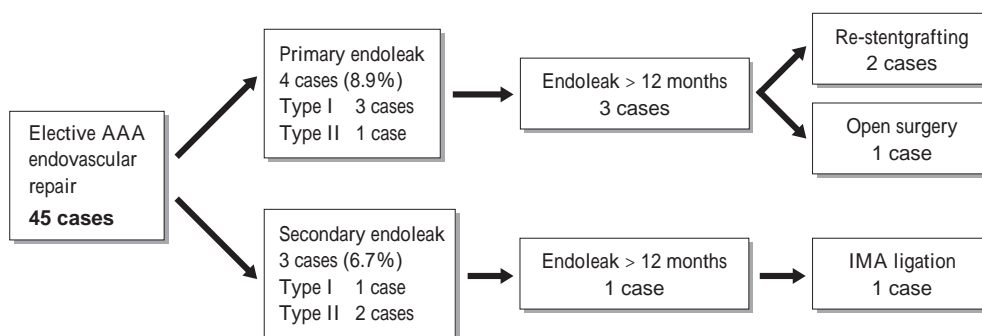 Elective AAA
endovascular
repair
45 cases
Primary endoleak
4 cases (8.9%)
Type I 3 cases
Type II 1 case
Endoleak > 12 months
3 cases
Re-stentgrafting
2 cases
Open surgery
1 case
Secondary endoleak
3 cases (6.7%)
Type I 1 case
Type II 2 cases
Endoleak > 12 months
1 case
IMA ligation
1 case